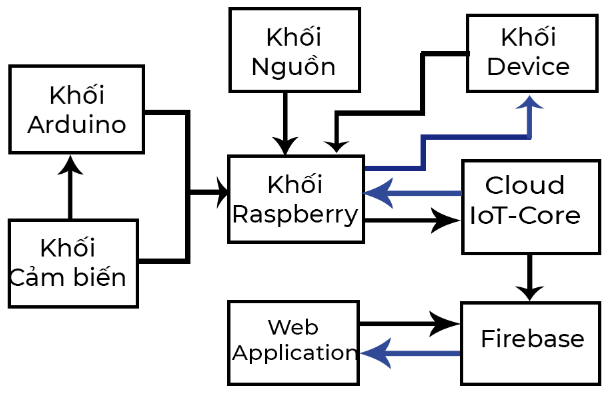 Khối
Nguồn
Khối
Device
Khối
Arduino
Khối
Raspberry
Cloud
IoT-Core
Khối
Cảm biến
Web
Application
Firebase